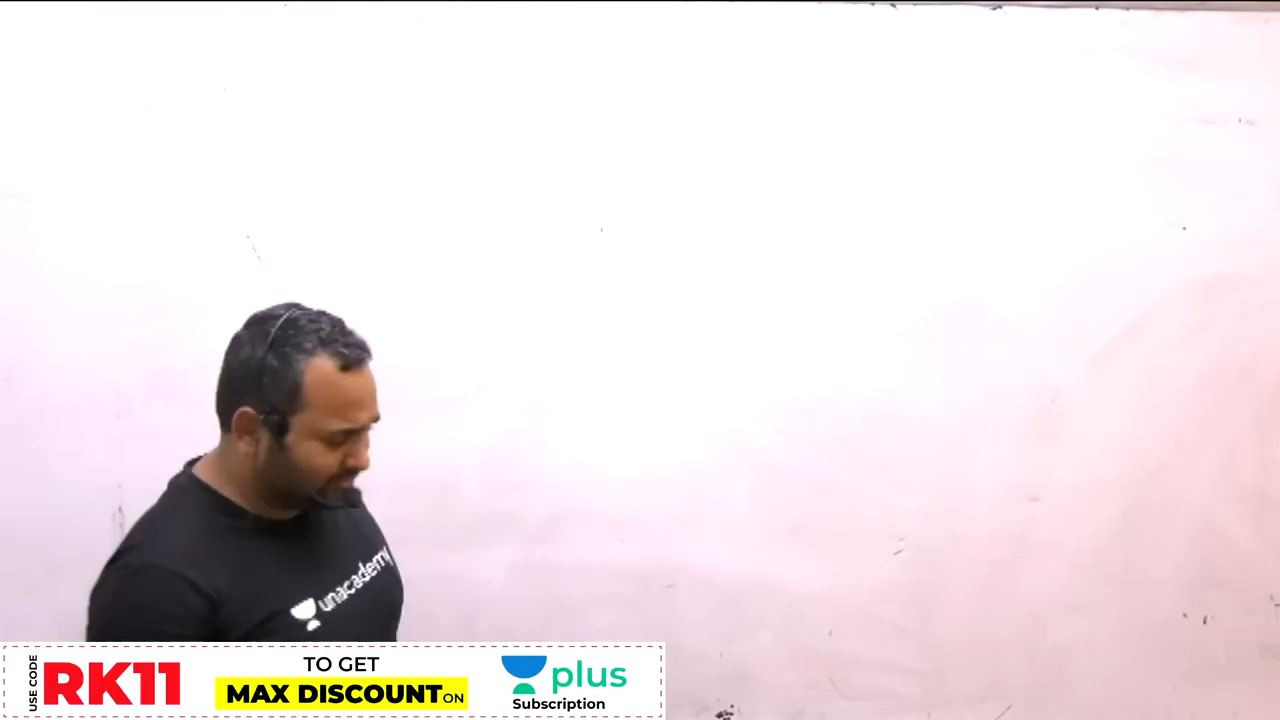 unacademy
USE CODE
RK11
TO GET
MAX DISCOUNT ON
plus
Subscription